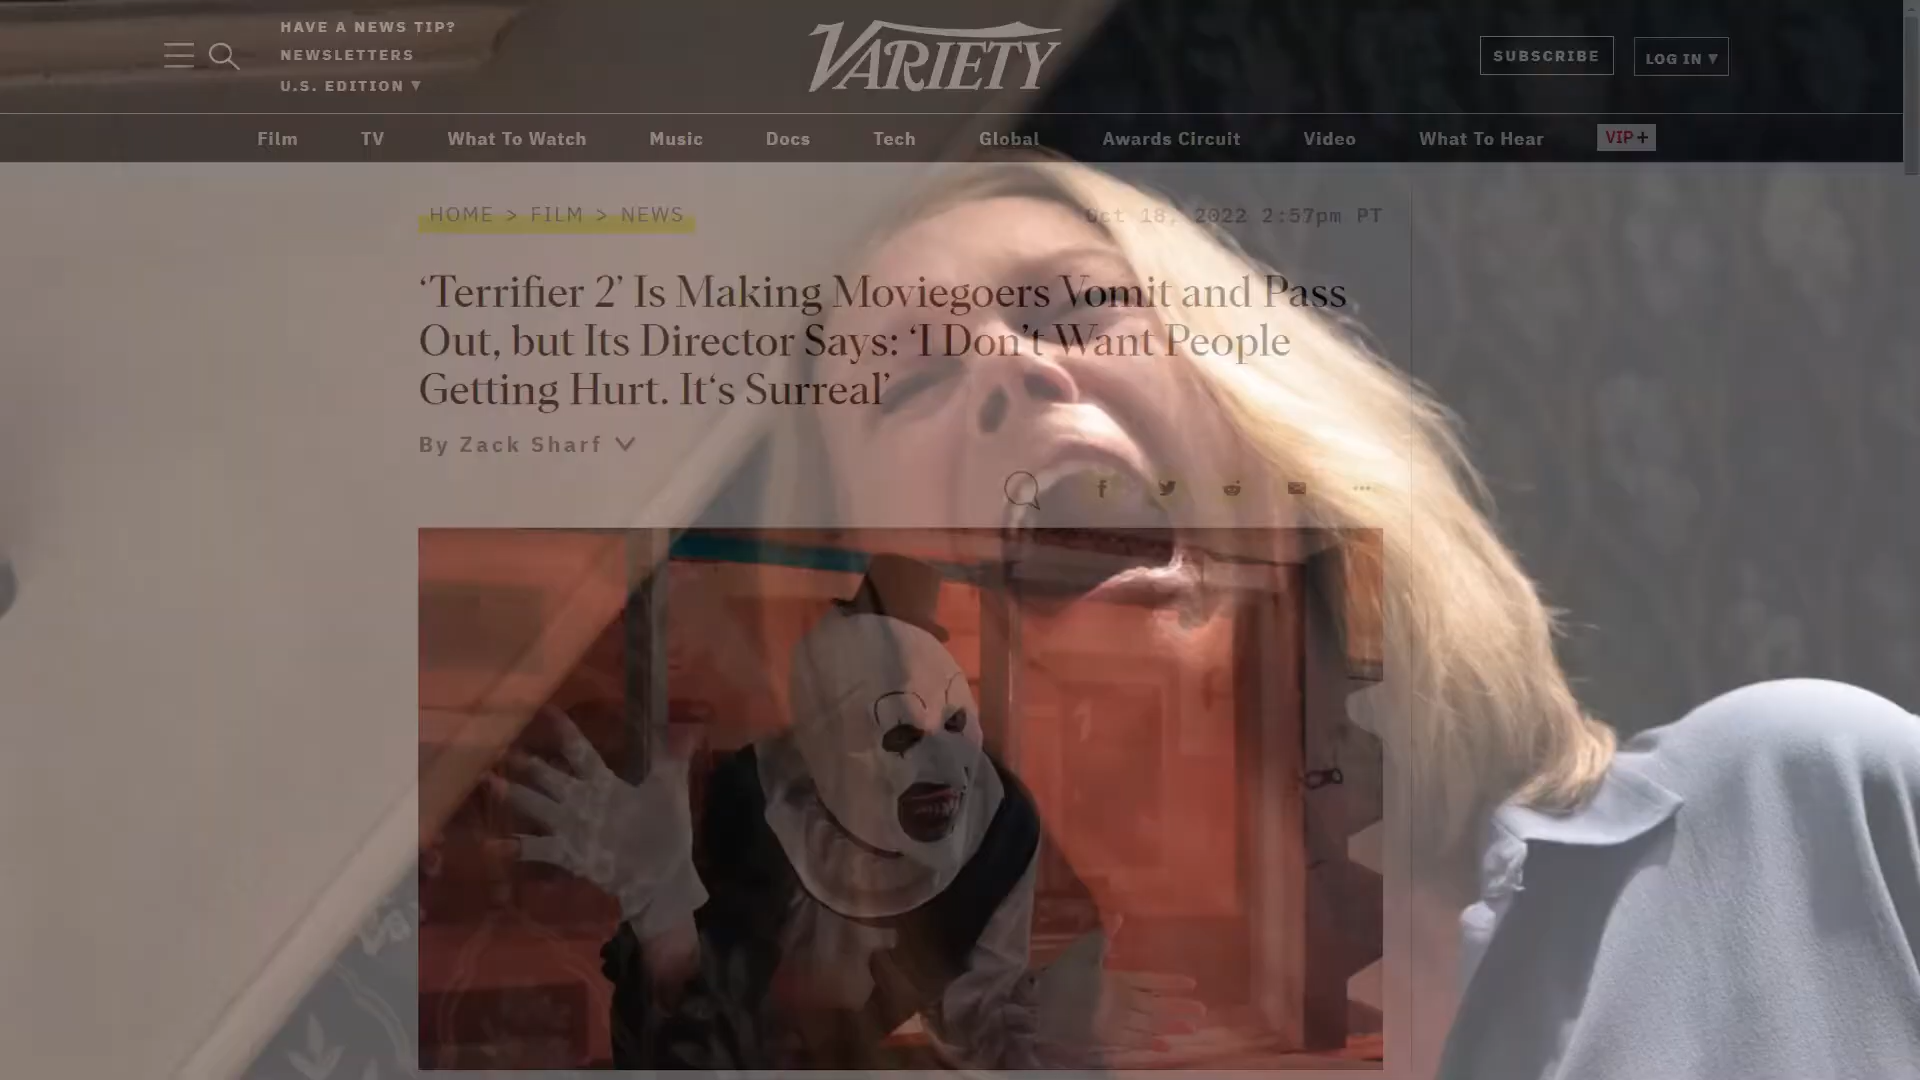 HAVE A NEWS TIP?
NEWSLETTERS
U.S. EDITION ▼
VARIETY
SUBSCRIBE
LOG IN ▼
Film TV What To Watch Music Docs Tech Global Awards Circuit Video What To Hear VIP+
HOME > FILM > NEWS
Oct 18, 2022 2:57pm PT
‘Terrifier 2’ Is Making Moviegoers Vomit and Pass
Out, but Its Director Says: ‘I Don’t Want People
Getting Hurt. It‘s Surreal’
By Zack Sharf